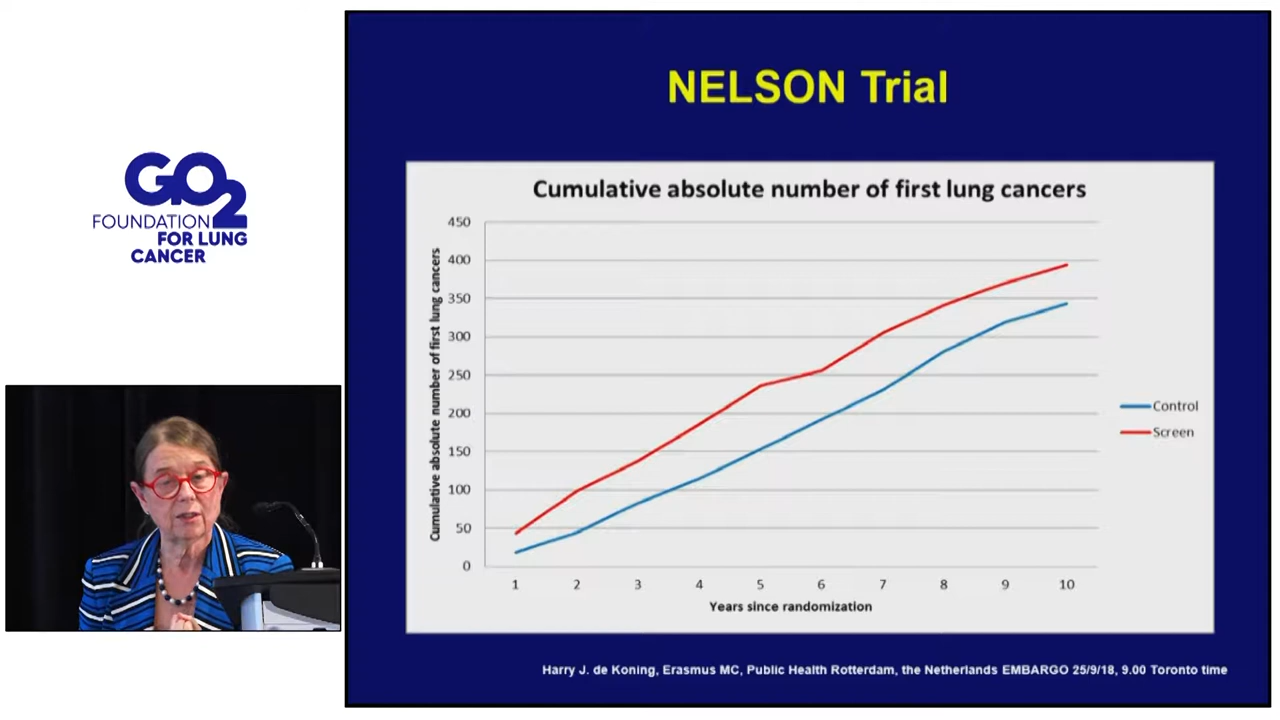 GO2
FOUNDATION
FOR LUNG
CANCER
NELSON Trial
Cumulative absolute number of first lung cancers
Cumulative absolute number of first lung cancers
450
400
350
300
250
200
150
100
50
0
1 2 3 4 5 6 7 8 9 10
Years since randomization
Control
Screen
Harry J. de Koning, Erasmus MC, Public Health Rotterdam, the Netherlands EMBARGO 25/9/18, 9.00 Toronto time